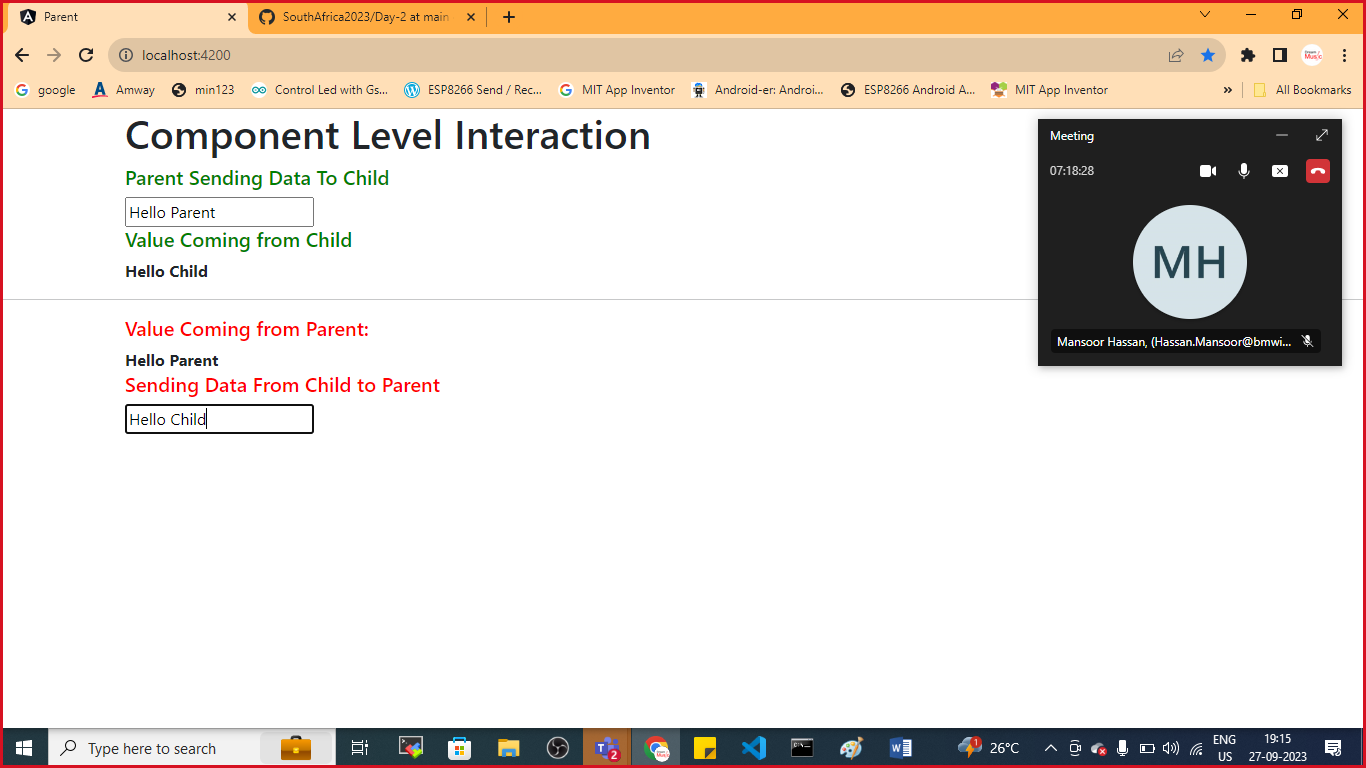 Parent
SouthAfrica2023/Day-2 at main
localhost:4200
google
Amway
min123
Control Led with Gs...
ESP8266 Send / Rec...
MIT App Inventor
Android-er: Androi...
ESP8266 Android A...
MIT App Inventor
»
All Bookmarks
Component Level Interaction
Parent Sending Data To Child
Hello Parent
Value Coming from Child
Hello Child
Value Coming from Parent:
Hello Parent
Sending Data From Child to Parent
Hello Child
Meeting
07:18:28
MH
Mansoor Hassan, (Hassan.Mansoor@bmwi...
Type here to search
2
1
26°C
ENG
US
19:15
27-09-2023